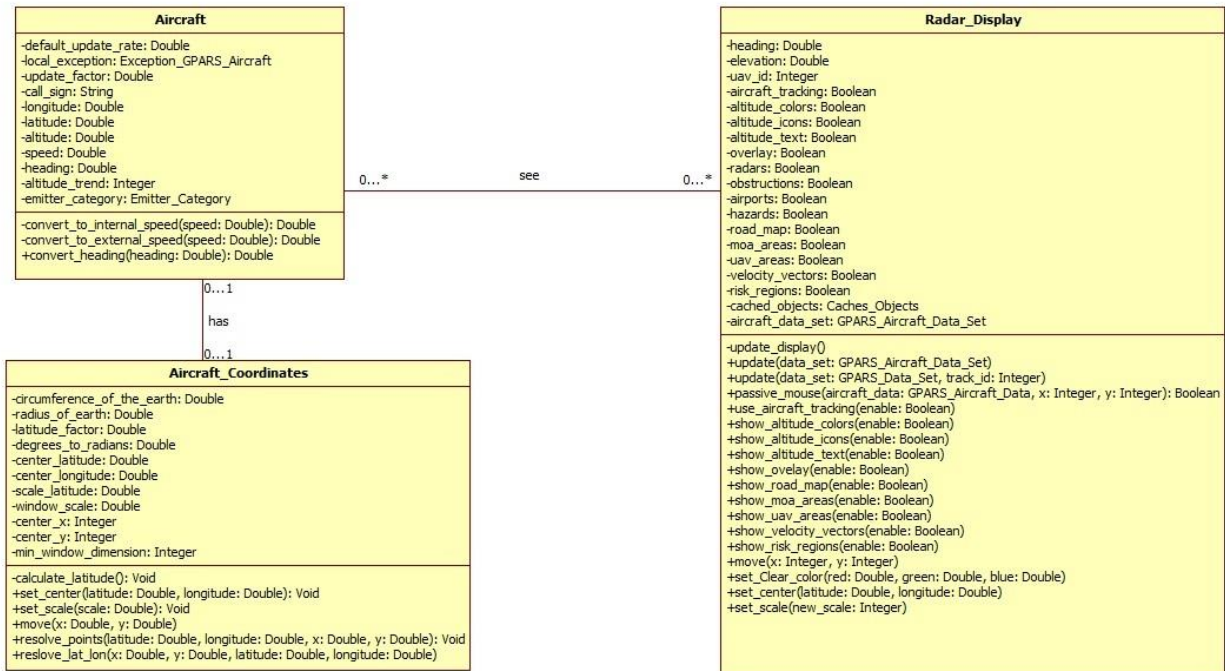 Aircraft
-default_update_rate: Double
-local_exception: Exception_GPARS_Aircraft
-update_factor: Double
-call_sign: String
-longitude: Double
-latitude: Double
-altitude: Double
-speed: Double
-heading: Double
-altitude_trend: Integer
-emitter_category: Emitter_Category
-convert_to_internal_speed(speed: Double): Double
-convert_to_external_speed(speed: Double): Double
+convert_heading(heading: Double): Double
0...*
see
0...*
0...1
has
0...1
Aircraft_Coordinates
-circumference_of_the_earth: Double
-radius_of_earth: Double
-latitude_factor: Double
-degrees_to_radians: Double
-center_latitude: Double
-center_longitude: Double
-scale_latitude: Double
-window_scale: Double
-center_x: Integer
-center_y: Integer
-min_window_dimension: Integer
-calculate_latitude(): Void
+set_center(latitude: Double, longitude: Double): Void
+set_scale(scale: Double): Void
+move(x: Double, y: Double)
+resolve_points(latitude: Double, longitude: Double, x: Double, y: Double): Void
+reslove_lat_lon(x: Double, y: Double, latitude: Double, longitude: Double)
Radar_Display
-heading: Double
-elevation: Double
-uav_id: Integer
-aircraft_tracking: Boolean
-altitude_colors: Boolean
-altitude_icons: Boolean
-altitude_text: Boolean
-overlay: Boolean
-radars: Boolean
-obstructions: Boolean
-airports: Boolean
-hazards: Boolean
-road_map: Boolean
-moa_areas: Boolean
-uav_areas: Boolean
-velocity_vectors: Boolean
-risk_regions: Boolean
-cached_objects: Caches_Objects
-aircraft_data_set: GPARS_Aircraft_Data_Set
-update_display()
+update(data_set: GPARS_Aircraft_Data_Set)
+update(data_set: GPARS_Data_Set, track_id: Integer)
+passive_mouse(aircraft_data: GPARS_Aircraft_Data, x: Integer, y: Integer): Boolean
+use_aircraft_tracking(enable: Boolean)
+show_altitude_colors(enable: Boolean)
+show_altitude_icons(enable: Boolean)
+show_altitude_text(enable: Boolean)
+show_ovelay(enable: Boolean)
+show_road_map(enable: Boolean)
+show_moa_areas(enable: Boolean)
+show_uav_areas(enable: Boolean)
+show_velocity_vectors(enable: Boolean)
+show_risk_regions(enable: Boolean)
+move(x: Integer, y: Integer)
+set_Clear_color(red: Double, green: Double, blue: Double)
+set_center(latitude: Double, longitude: Double)
+set_scale(new_scale: Integer)